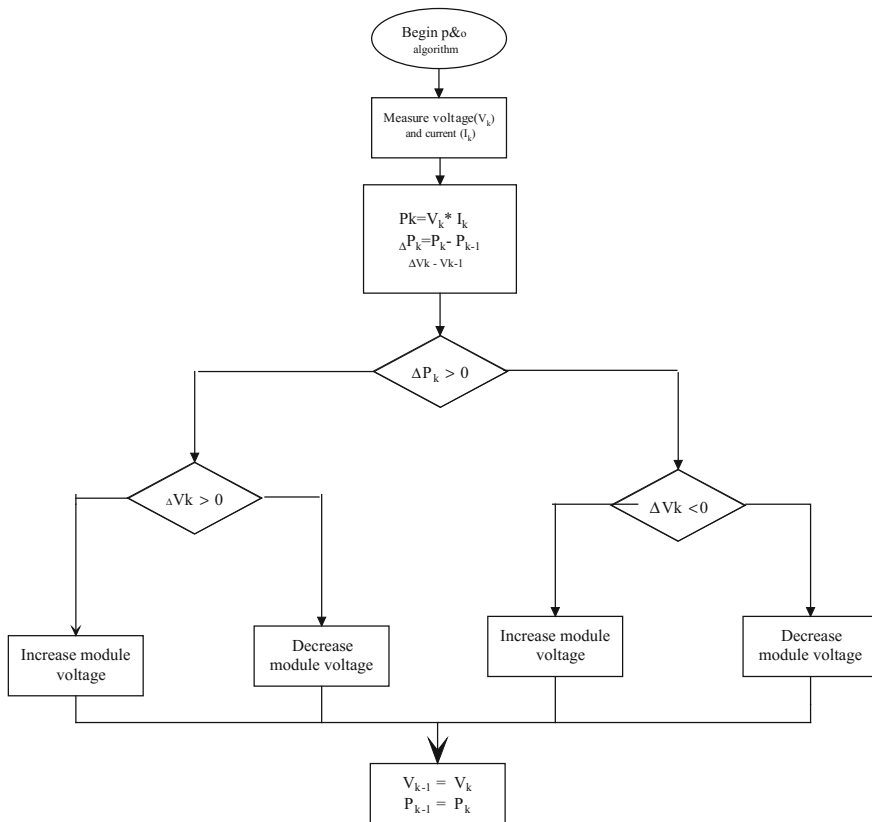 Begin p&o
algorithm
Measure voltage(Vₖ)
and current (Iₖ)
Pk=Vₖ* Iₖ
ΔPₖ=Pₖ- Pₖ₋₁
ΔVk - Vk-1
ΔPₖ > 0
ΔVk > 0
ΔVk <0
Increase module
voltage
Decrease
module voltage
Increase module
voltage
Decrease
module voltage
Vₖ₋₁ = Vₖ
Pₖ₋₁ = Pₖ